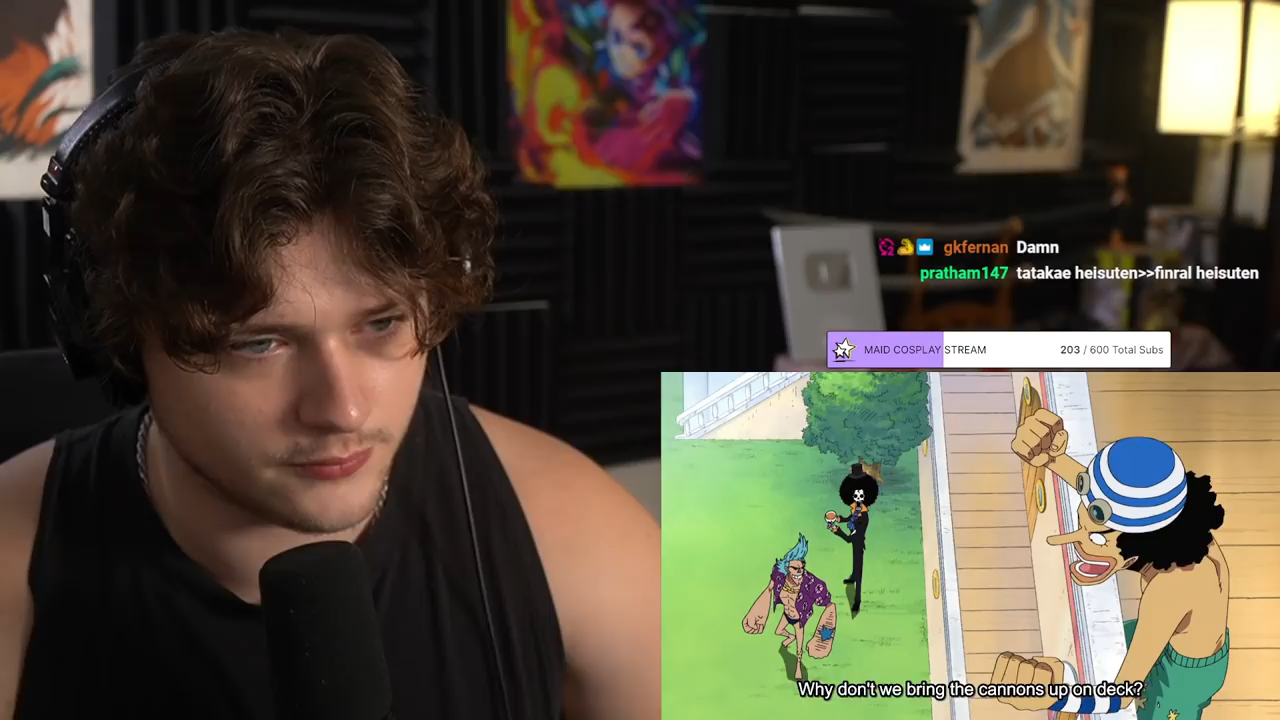 gkfernan Damn
pratham147 tatakae heisuten>>finral heisuten
MAID COSPLAY STREAM 203 / 600 Total Subs
Why don't we bring the cannons up on deck?